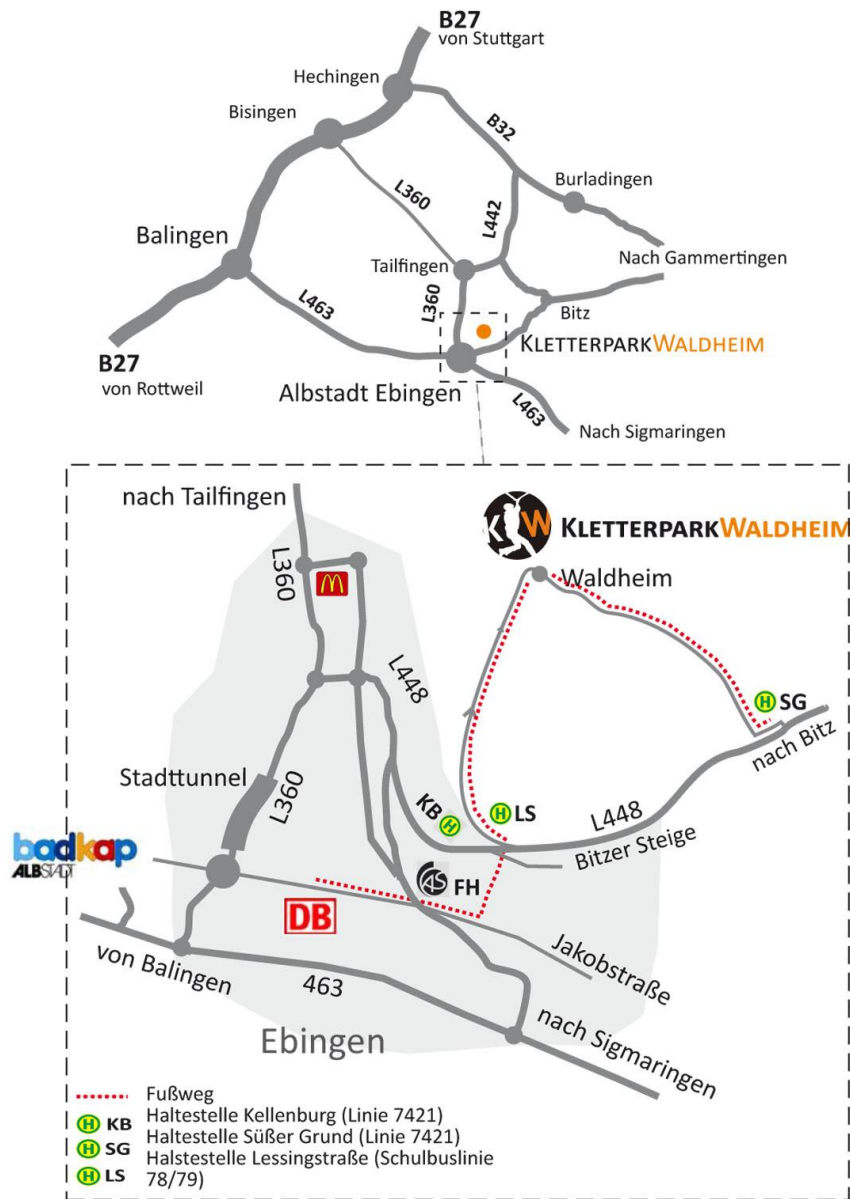 B27
von Stuttgart
Hechingen
Bisingen
B32
Burladingen
L360
L442
Balingen
Tailfingen
Nach Gammertingen
L463
L360
Bitz
KLETTERPARKWALDHEIM
B27
von Rottweil
Albstadt Ebingen
L463
Nach Sigmaringen
nach Tailfingen
KW KLETTERPARKWALDHEIM
L360
Waldheim
L448
H SG
nach Bitz
Stadttunnel
L360
KB H
H LS
L448
Bitzer Steige
badkap
ALBSTADT
AS FH
DB
Jakobstraße
von Balingen
463
nach Sigmaringen
Ebingen
Fußweg
H KB Haltestelle Kellenburg (Linie 7421)
H SG Haltestelle Süßer Grund (Linie 7421)
H LS Halstestelle Lessingstraße (Schulbuslinie
78/79)